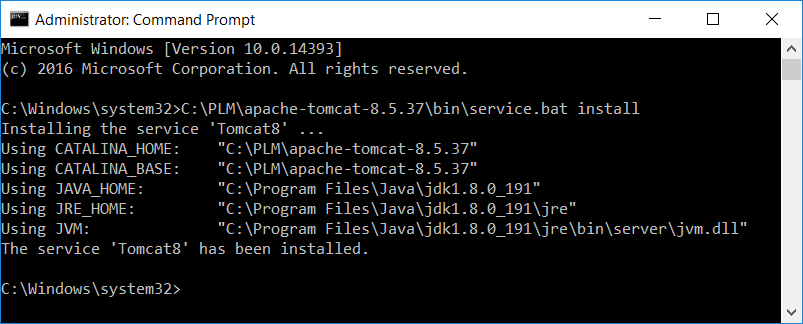 Administrator: Command Prompt
Microsoft Windows [Version 10.0.14393]
(c) 2016 Microsoft Corporation. All rights reserved.
C:\Windows\system32>C:\PLM\apache-tomcat-8.5.37\bin\service.bat install
Installing the service 'Tomcat8' ...
Using CATALINA_HOME:    "C:\PLM\apache-tomcat-8.5.37"
Using CATALINA_BASE:    "C:\PLM\apache-tomcat-8.5.37"
Using JAVA_HOME:        "C:\Program Files\Java\jdk1.8.0_191"
Using JRE_HOME:         "C:\Program Files\Java\jdk1.8.0_191\jre"
Using JVM:              "C:\Program Files\Java\jdk1.8.0_191\jre\bin\server\jvm.dll"
The service 'Tomcat8' has been installed.
C:\Windows\system32>